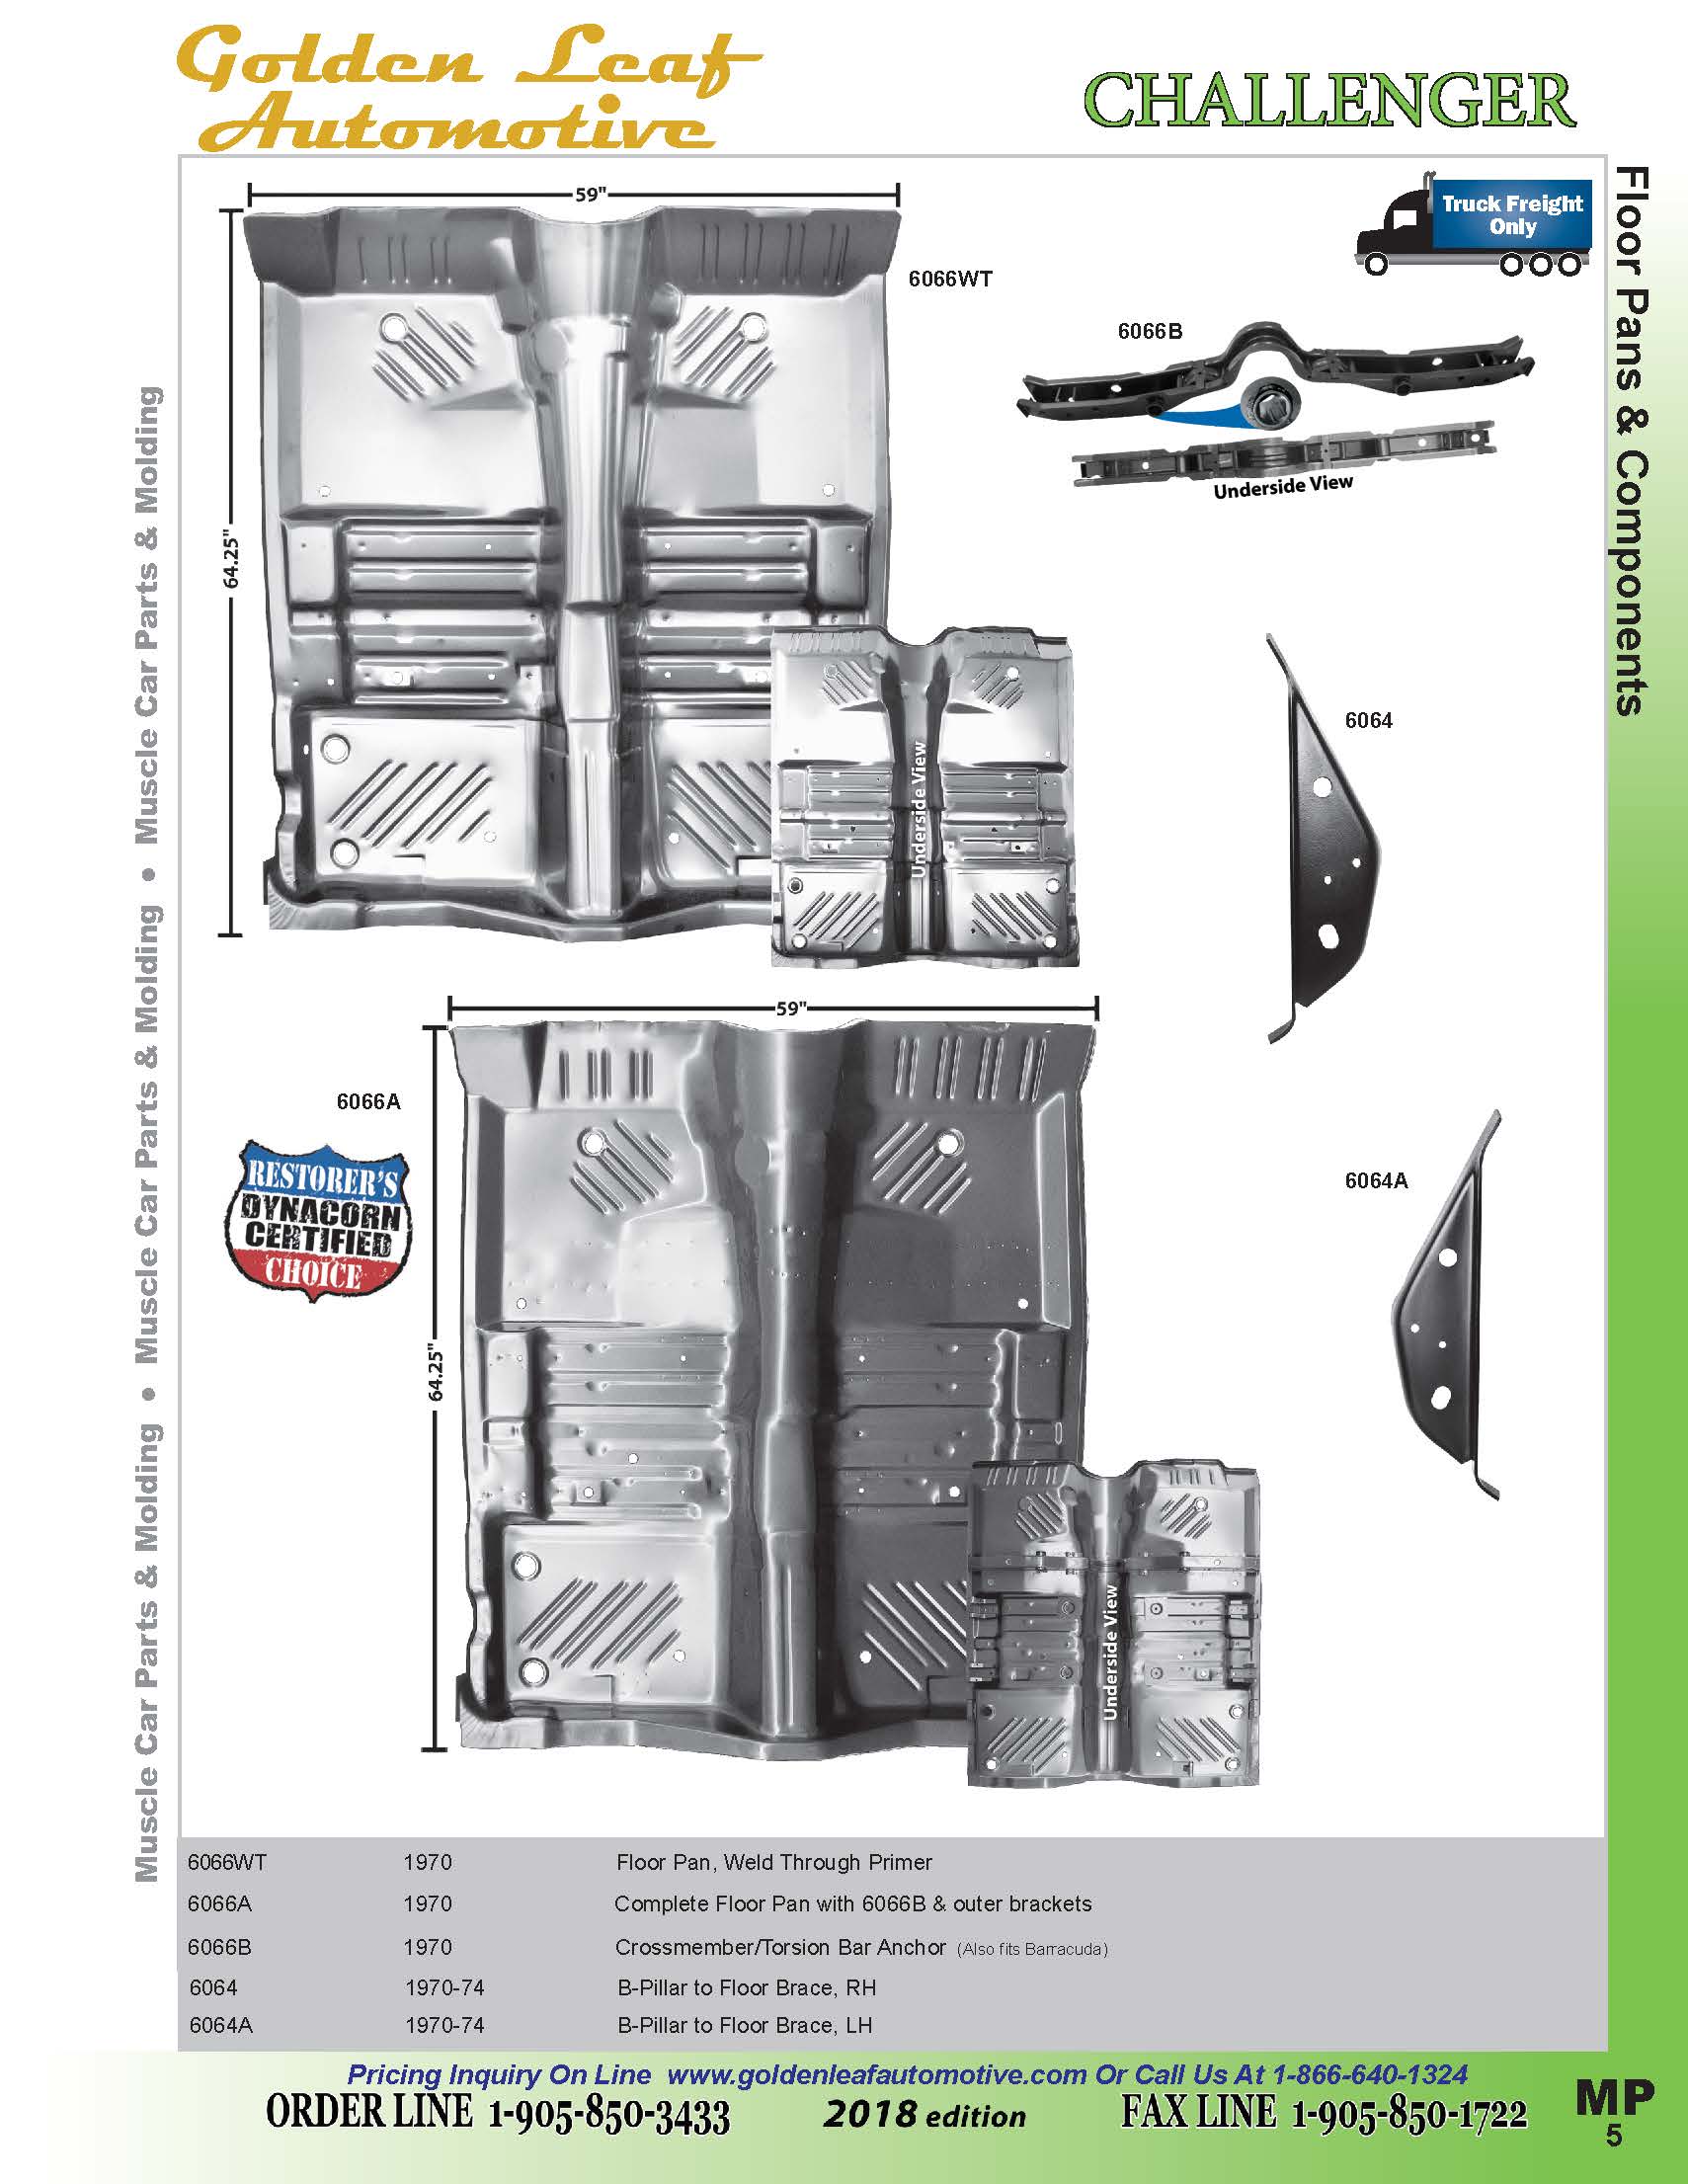 Golden Leaf
Automotive
CHALLENGER
Floor Pans & Components
Muscle Car Parts & Molding • Muscle Car Parts & Molding • Muscle Car Parts & Molding
Truck Freight
Only
59"
64.25"
6066WT
6066B
Underside View
Underside View
6064
59"
64.25"
6066A
RESTORER'S
DYNACORN
CERTIFIED
CHOICE
6064A
Underside View
6066WT 1970 Floor Pan, Weld Through Primer
6066A 1970 Complete Floor Pan with 6066B & outer brackets
6066B 1970 Crossmember/Torsion Bar Anchor (Also fits Barracuda)
6064 1970-74 B-Pillar to Floor Brace, RH
6064A 1970-74 B-Pillar to Floor Brace, LH
Pricing Inquiry On Line www.goldenleafautomotive.com Or Call Us At 1-866-640-1324
ORDER LINE 1-905-850-3433 2018 edition FAX LINE 1-905-850-1722
MP
5